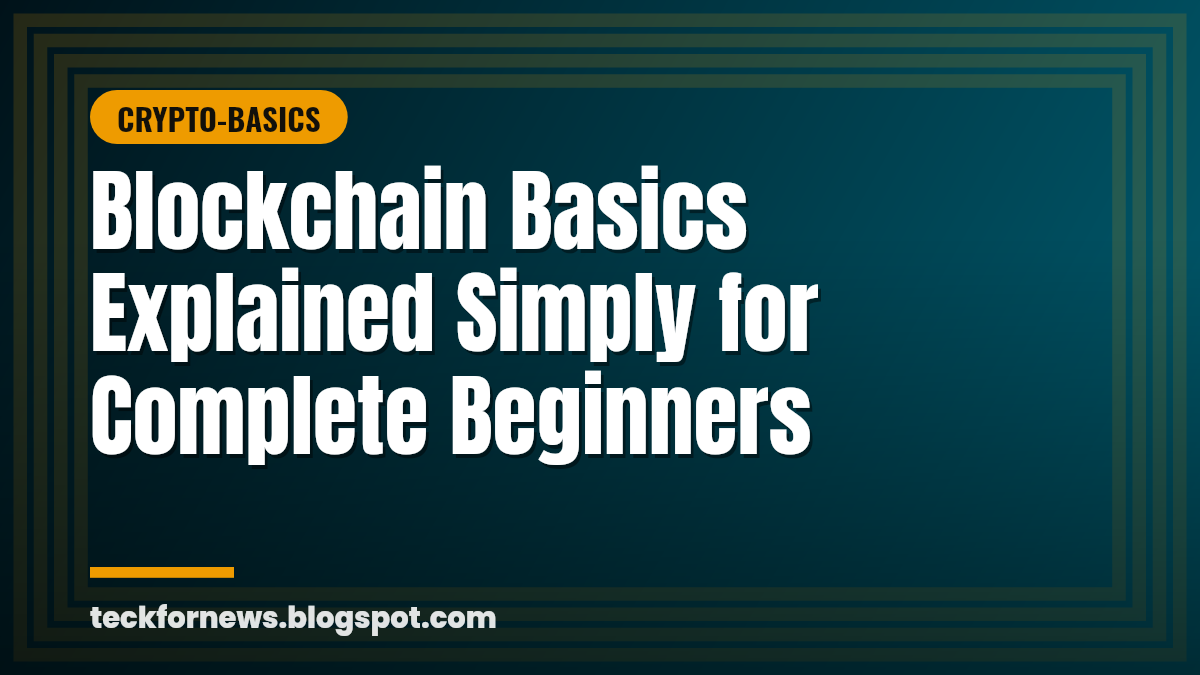 CRYPTO-BASICS
Blockchain Basics
Explained Simply for
Complete Beginners
teckfornews.blogspot.com